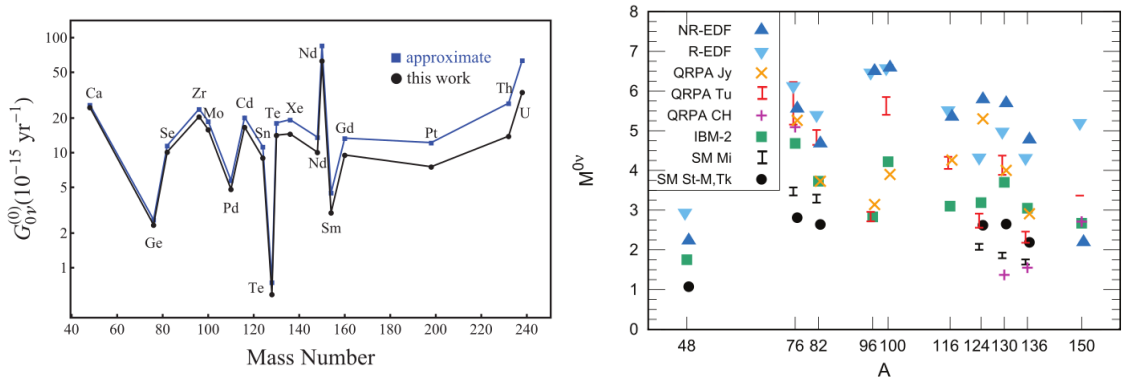 G₀ν⁽⁰⁾(10⁻¹⁵ yr⁻¹)
100
50
20
10
5
2
1
approximate
this work
Ca
Ge
Se
Zr
Mo
Pd
Cd
Sn
Te
Te
Xe
Nd
Nd
Sm
Gd
Pt
Th
U
40 60 80 100 120 140 160 180 200 220 240
Mass Number
M⁰ᵛ
8
7
6
5
4
3
2
1
0
NR-EDF
R-EDF
QRPA Jy
QRPA Tu
QRPA CH
IBM-2
SM Mi
SM St-M,Tk
48 76 82 96 100 116 124 130 136 150
A